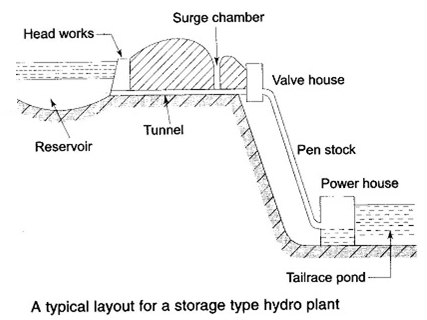 Surge chamber
Head works
Valve house
Tunnel
Reservoir
Pen stock
Power house
Tailrace pond
A typical layout for a storage type hydro plant